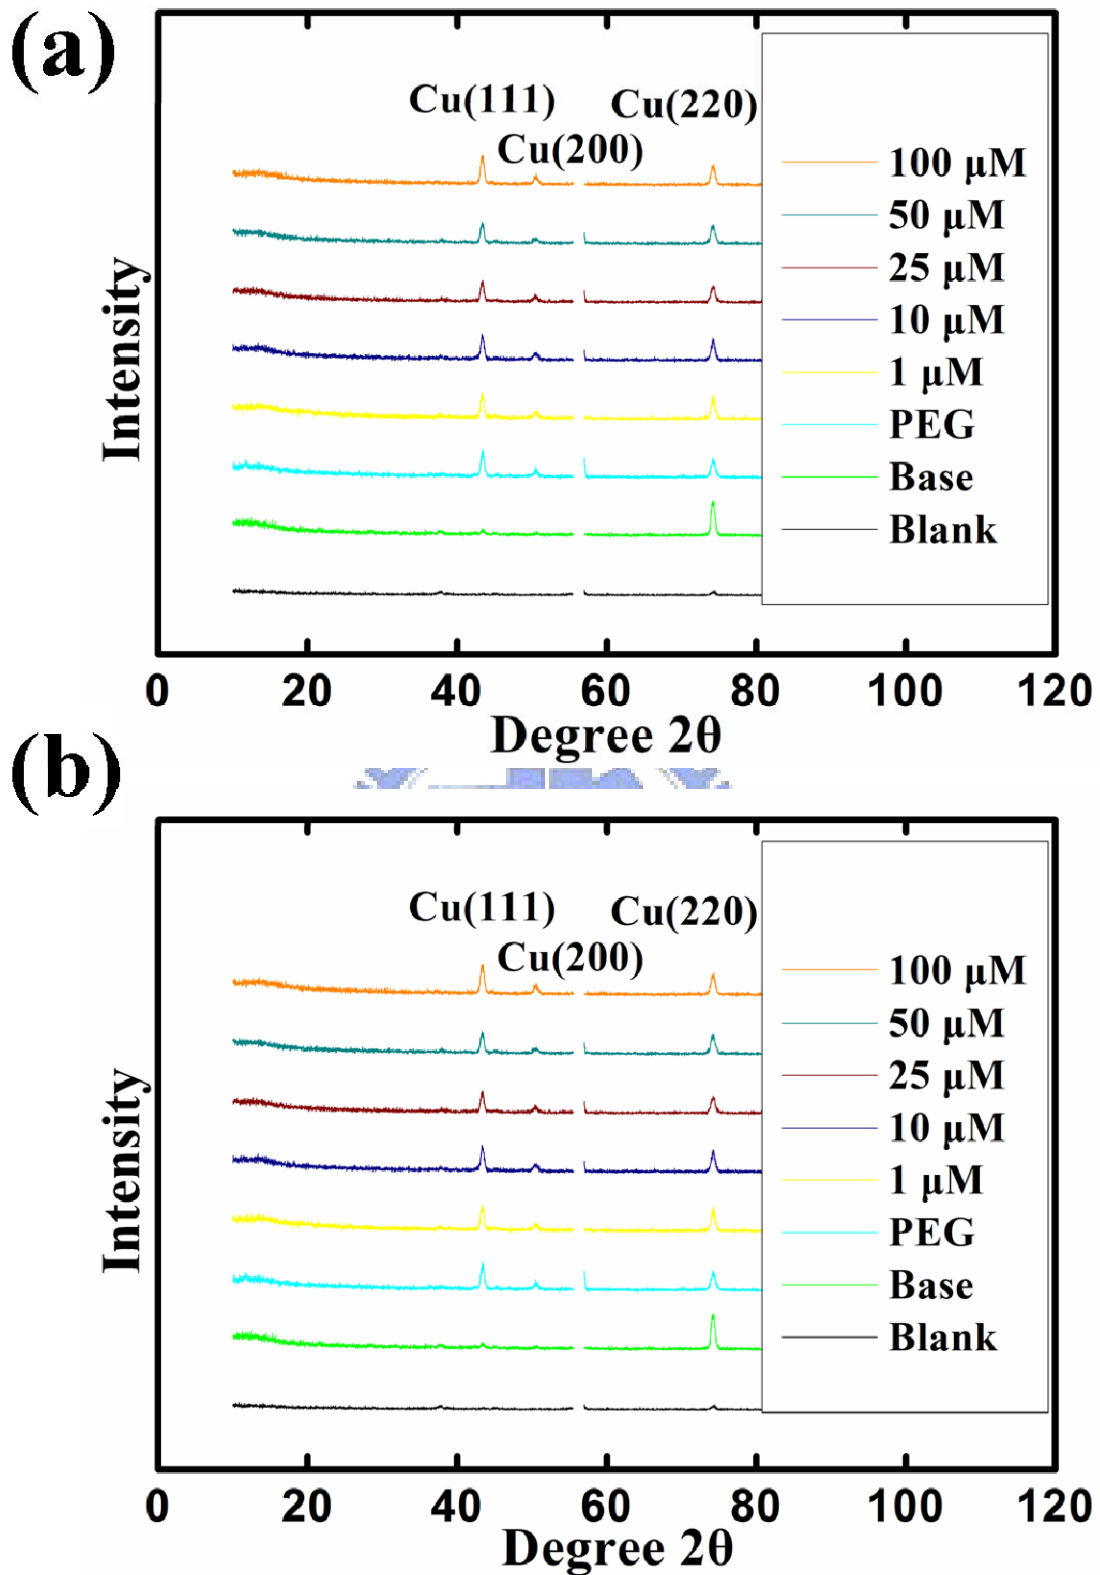 (a)
Cu(111)
Cu(220)
Cu(200)
100 μM
50 μM
25 μM
10 μM
1 μM
PEG
Base
Blank
Intensity
0 20 40 60 80 100 120
Degree 2θ
(b)
Cu(111)
Cu(220)
Cu(200)
100 μM
50 μM
25 μM
10 μM
1 μM
PEG
Base
Blank
Intensity
0 20 40 60 80 100 120
Degree 2θ